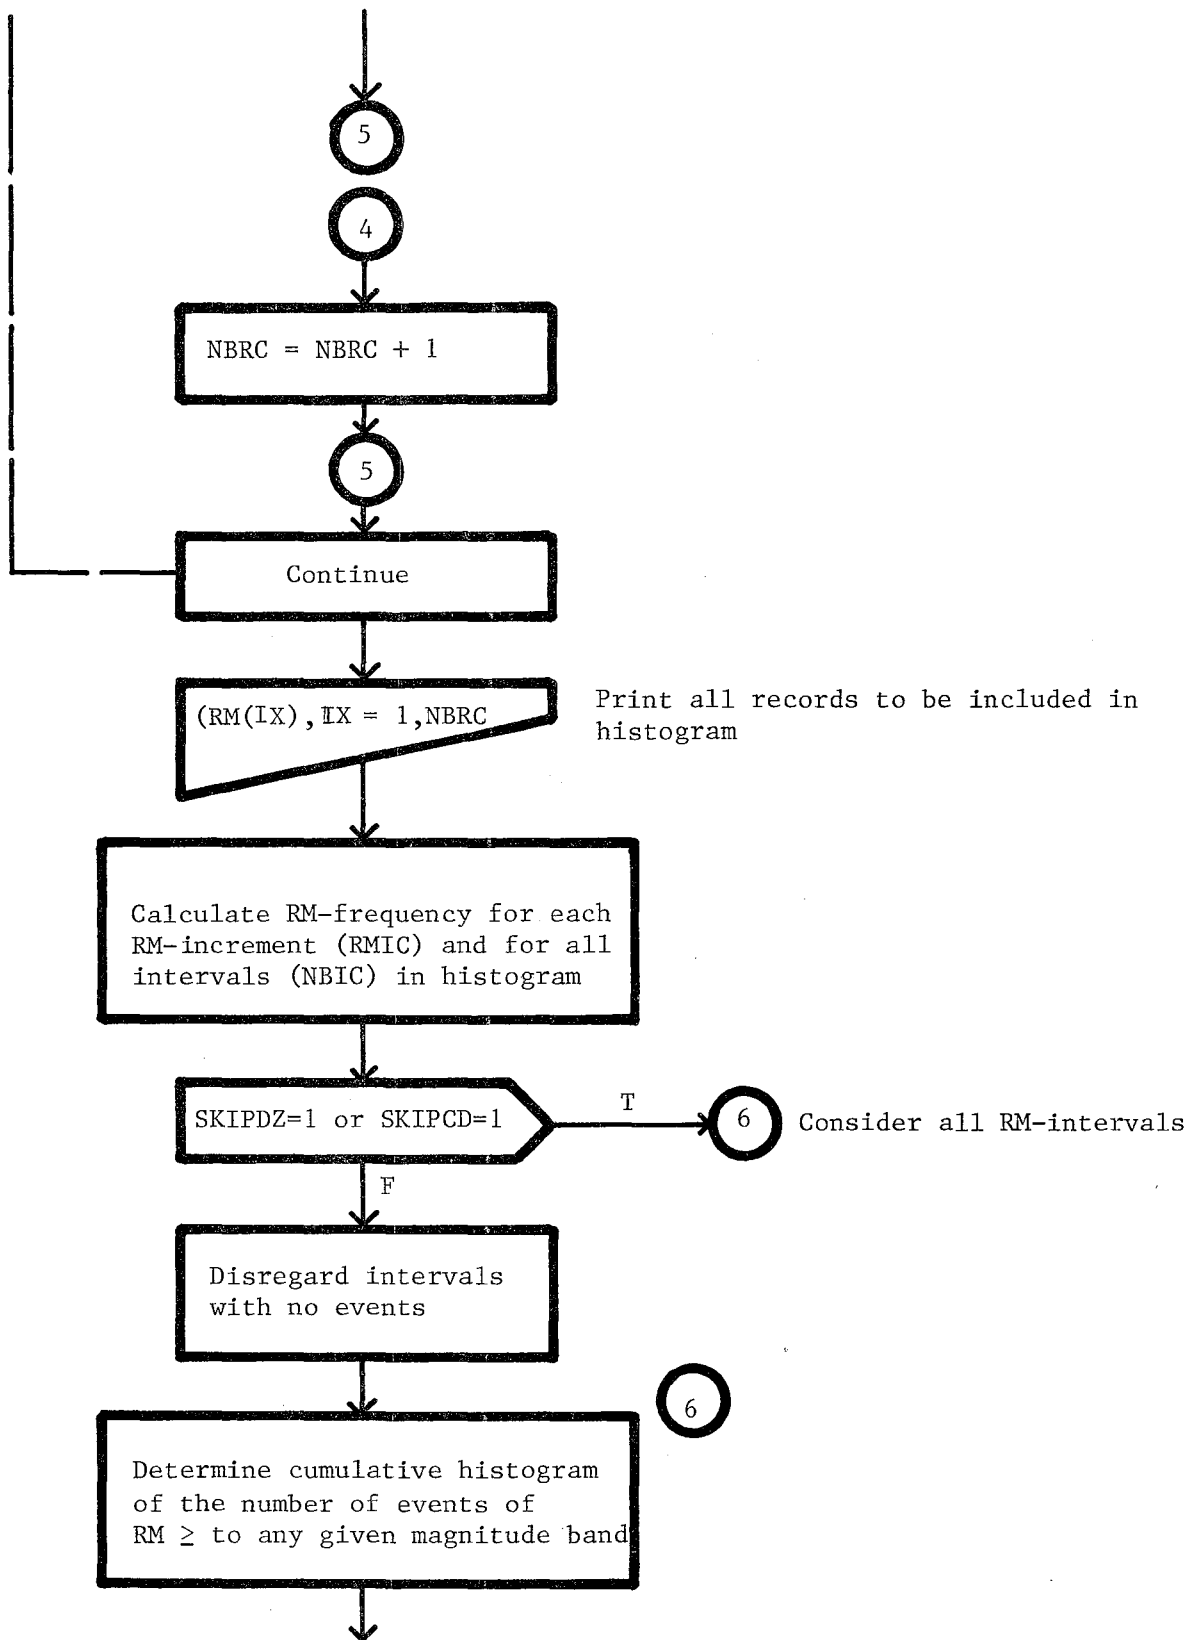 5
4
NBRC = NBRC + 1
5
Continue
(RM(IX),IX = 1,NBRC
Print all records to be included in
histogram
Calculate RM-frequency for each
RM-increment (RMIC) and for all
intervals (NBIC) in histogram
SKIPDZ=1 or SKIPCD=1
T
6
Consider all RM-intervals
F
Disregard intervals
with no events
6
Determine cumulative histogram
of the number of events of
RM ≥ to any given magnitude band